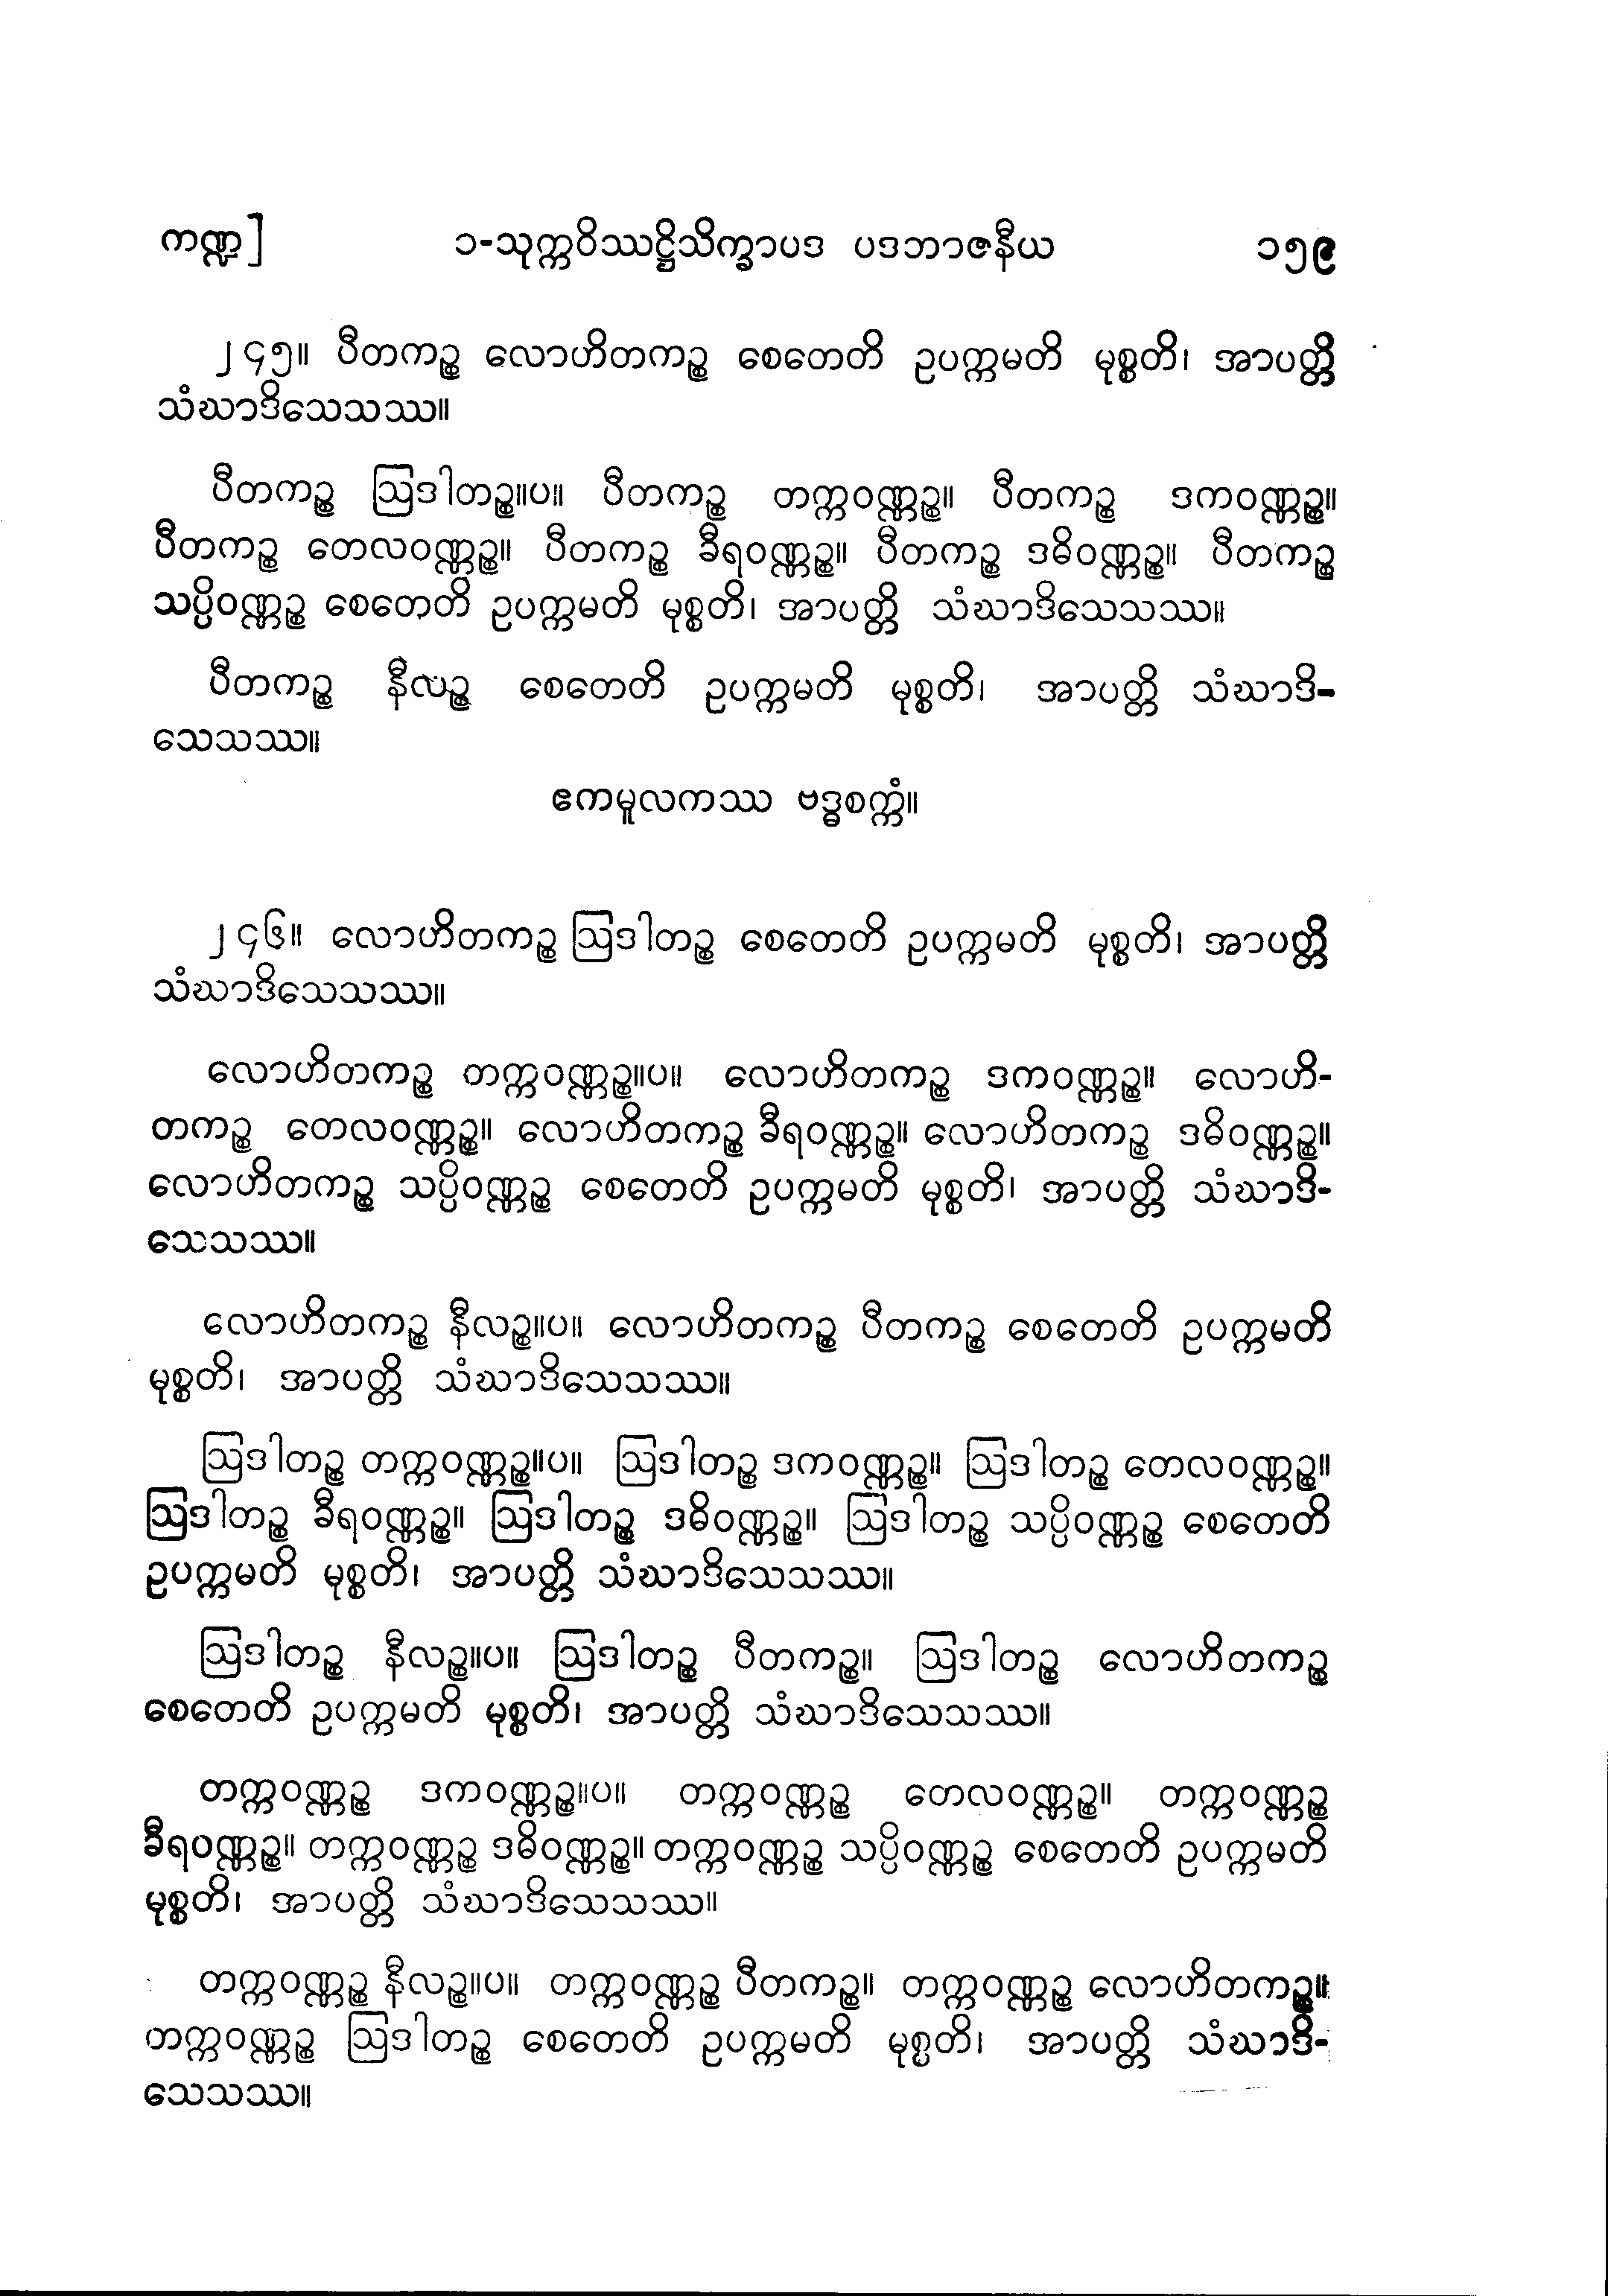 ကဏ္ဍ] ၁-သုက္ကဝိဿဋ္ဌိသိက္ခာပဒ ပဒဘာဇနီယ ၁၅၉
၂၄၅။ ပီတကဉ္စ လောဟိတကဉ္စ စေတေတိ ဥပက္ကမတိ မုစ္စတိ၊ အာပတ္တိ
သံဃာဒိသေသဿ။
ပီတကဉ္စ ဩဒါတဉ္စ။ပ။ ပီတကဉ္စ တက္ကဝဏ္ဏဉ္စ။ ပီတကဉ္စ ဒကဝဏ္ဏဉ္စ။
ပီတကဉ္စ တေလဝဏ္ဏဉ္စ။ ပီတကဉ္စ ခီရဝဏ္ဏဉ္စ။ ပီတကဉ္စ ဒဓိဝဏ္ဏဉ္စ။ ပီတကဉ္စ
သပ္ပိဝဏ္ဏဉ္စ စေတေတိ ဥပက္ကမတိ မုစ္စတိ၊ အာပတ္တိ သံဃာဒိသေသဿ။
ပီတကဉ္စ နီလဉ္စ စေတေတိ ဥပက္ကမတိ မုစ္စတိ၊ အာပတ္တိ သံဃာဒိ-
သေသဿ။
ဧကမူလကဿ ဗဒ္ဓစက္ကံ။
၂၄၆။ လောဟိတကဉ္စ ဩဒါတဉ္စ စေတေတိ ဥပက္ကမတိ မုစ္စတိ၊ အာပတ္တိ
သံဃာဒိသေသဿ။
လောဟိတကဉ္စ တက္ကဝဏ္ဏဉ္စ။ပ။ လောဟိတကဉ္စ ဒကဝဏ္ဏဉ္စ။ လောဟိ-
တကဉ္စ တေလဝဏ္ဏဉ္စ။ လောဟိတကဉ္စ ခီရဝဏ္ဏဉ္စ။ လောဟိတကဉ္စ ဒဓိဝဏ္ဏဉ္စ။
လောဟိတကဉ္စ သပ္ပိဝဏ္ဏဉ္စ စေတေတိ ဥပက္ကမတိ မုစ္စတိ၊ အာပတ္တိ သံဃာဒိ-
သေသဿ။
လောဟိတကဉ္စ နီလဉ္စ။ပ။ လောဟိတကဉ္စ ပီတကဉ္စ စေတေတိ ဥပက္ကမတိ
မုစ္စတိ၊ အာပတ္တိ သံဃာဒိသေသဿ။
ဩဒါတဉ္စ တက္ကဝဏ္ဏဉ္စ။ပ။ ဩဒါတဉ္စ ဒကဝဏ္ဏဉ္စ။ ဩဒါတဉ္စ တေလဝဏ္ဏဉ္စ။
ဩဒါတဉ္စ ခီရဝဏ္ဏဉ္စ။ ဩဒါတဉ္စ ဒဓိဝဏ္ဏဉ္စ။ ဩဒါတဉ္စ သပ္ပိဝဏ္ဏဉ္စ စေတေတိ
ဥပက္ကမတိ မုစ္စတိ၊ အာပတ္တိ သံဃာဒိသေသဿ။
ဩဒါတဉ္စ နီလဉ္စ။ပ။ ဩဒါတဉ္စ ပီတကဉ္စ။ ဩဒါတဉ္စ လောဟိတကဉ္စ
စေတေတိ ဥပက္ကမတိ မုစ္စတိ၊ အာပတ္တိ သံဃာဒိသေသဿ။
တက္ကဝဏ္ဏဉ္စ ဒကဝဏ္ဏဉ္စ။ပ။ တက္ကဝဏ္ဏဉ္စ တေလဝဏ္ဏဉ္စ။ တက္ကဝဏ္ဏဉ္စ
ခီရဝဏ္ဏဉ္စ။ တက္ကဝဏ္ဏဉ္စ ဒဓိဝဏ္ဏဉ္စ။ တက္ကဝဏ္ဏဉ္စ သပ္ပိဝဏ္ဏဉ္စ စေတေတိ ဥပက္ကမတိ
မုစ္စတိ၊ အာပတ္တိ သံဃာဒိသေသဿ။
တက္ကဝဏ္ဏဉ္စ နီလဉ္စ။ပ။ တက္ကဝဏ္ဏဉ္စ ပီတကဉ္စ။ တက္ကဝဏ္ဏဉ္စ လောဟိတကဉ္စ။
တက္ကဝဏ္ဏဉ္စ ဩဒါတဉ္စ စေတေတိ ဥပက္ကမတိ မုစ္စတိ၊ အာပတ္တိ သံဃာဒိ-
သေသဿ။